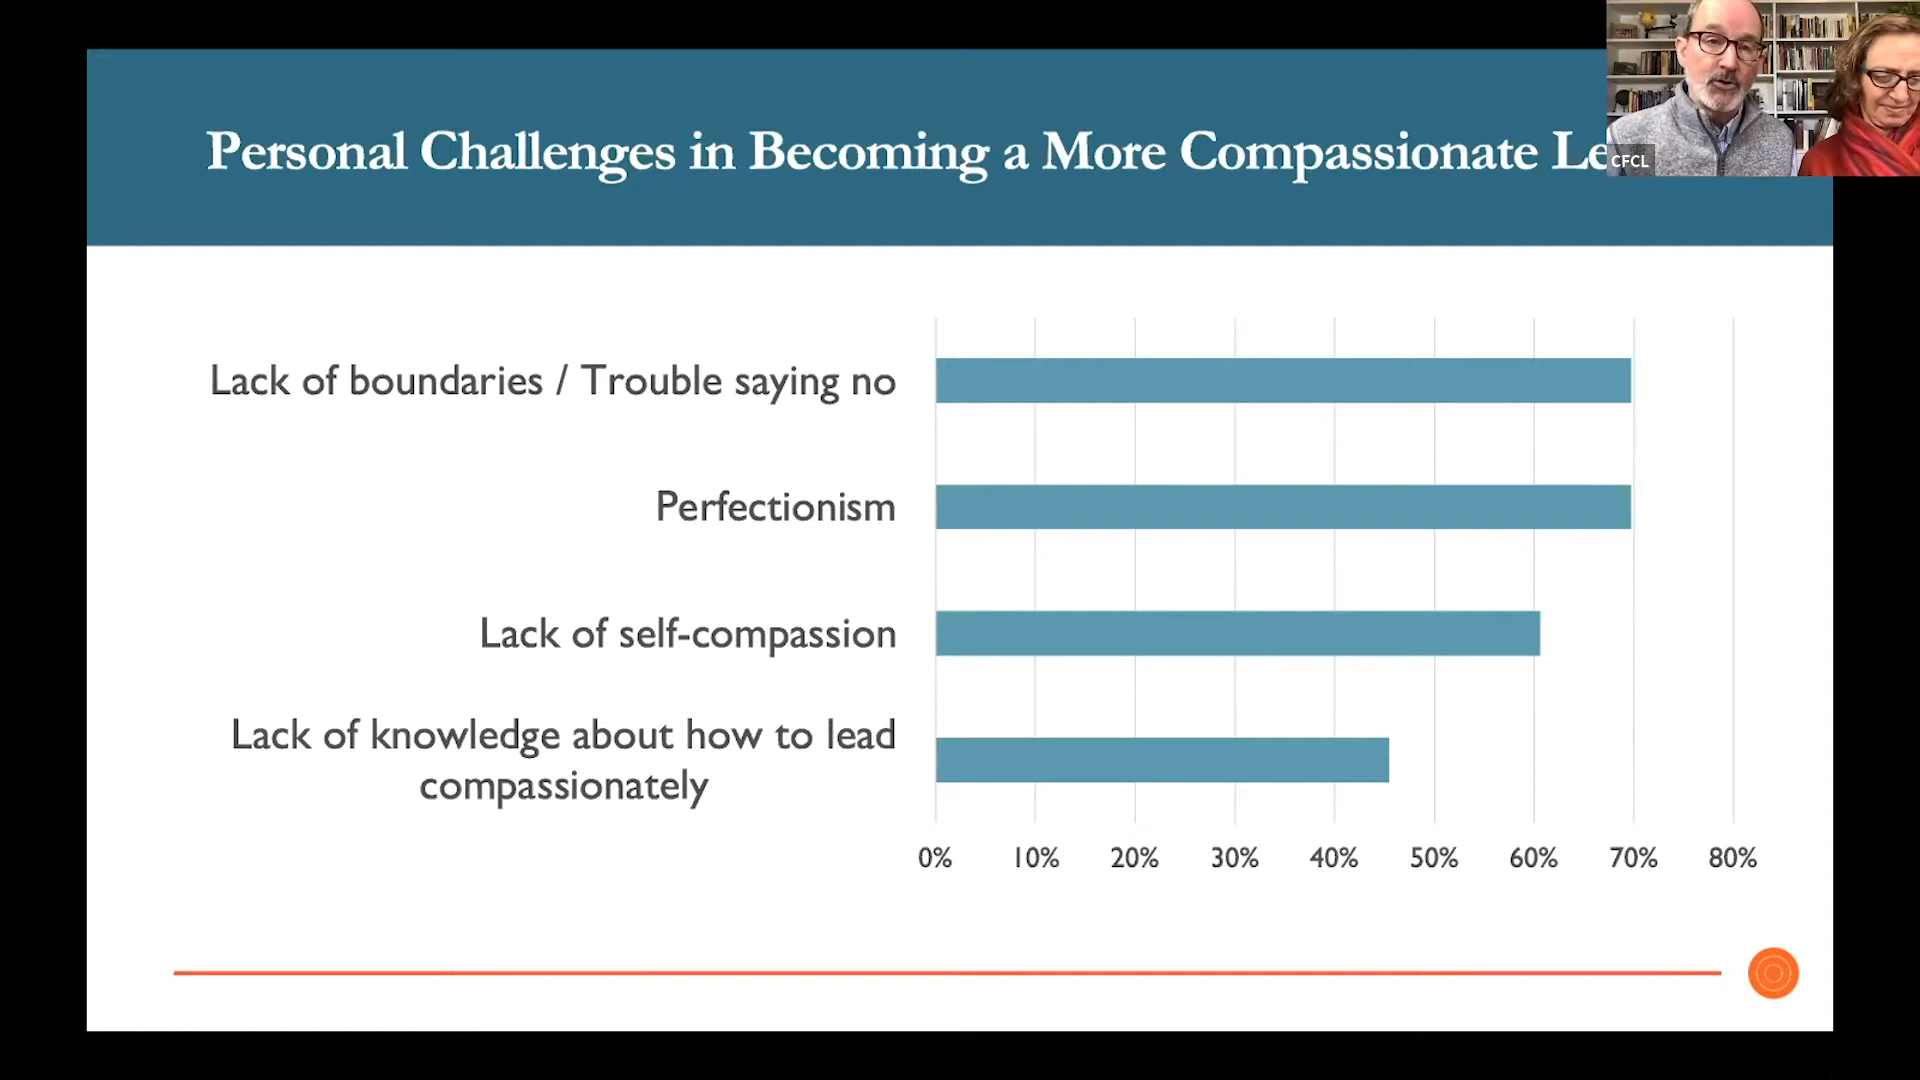 Personal Challenges in Becoming a More Compassionate Le
CFCL
Lack of boundaries / Trouble saying no
Perfectionism
Lack of self-compassion
Lack of knowledge about how to lead
compassionately
0% 10% 20% 30% 40% 50% 60% 70% 80%